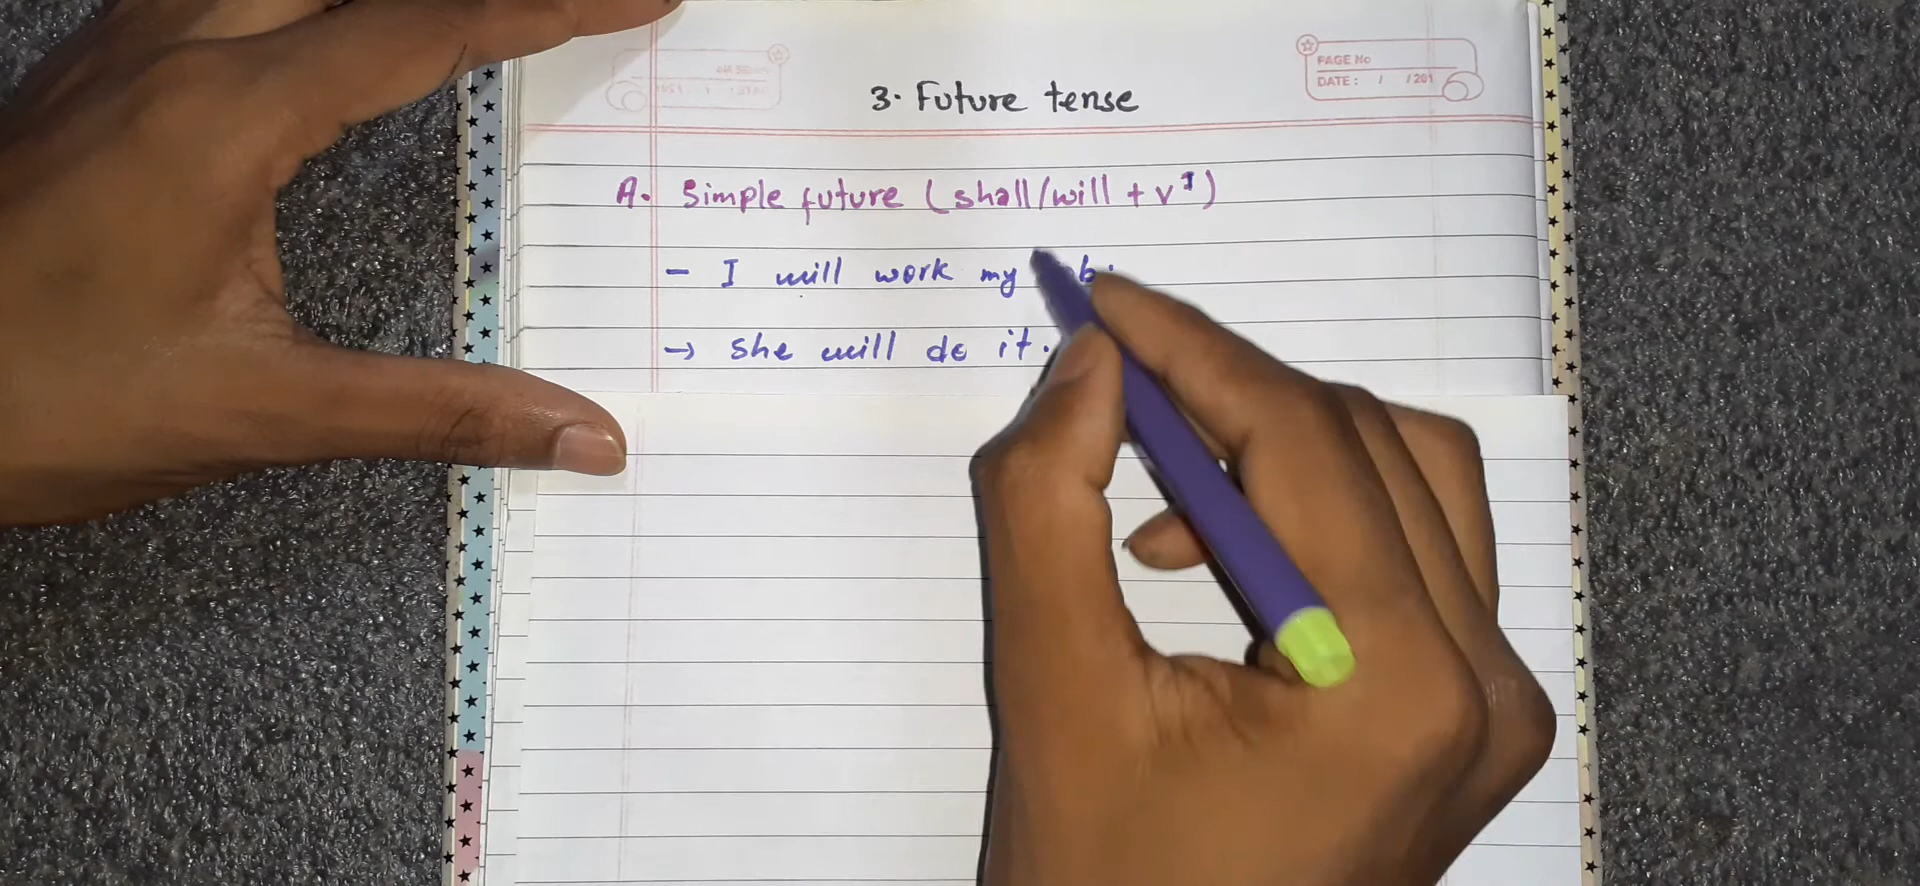 PAGE No
DATE: / / 201
3. Future tense
A. Simple future (shall/will + v¹)
- I will work my
→ She will do it.